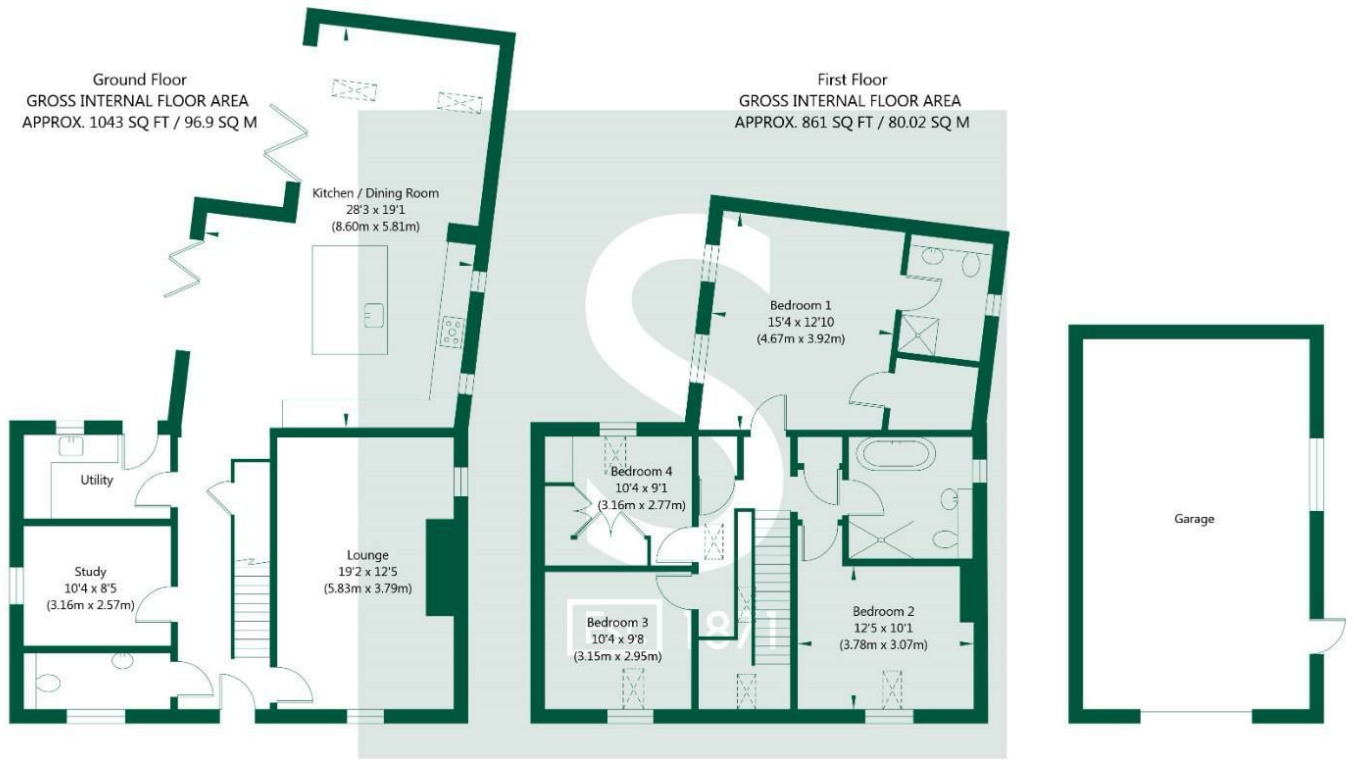 Ground Floor
GROSS INTERNAL FLOOR AREA
APPROX. 1043 SQ FT / 96.9 SQ M
First Floor
GROSS INTERNAL FLOOR AREA
APPROX. 861 SQ FT / 80.02 SQ M
Kitchen / Dining Room
28'3 x 19'1
(8.60m x 5.81m)
Utility
Study
10'4 x 8'5
(3.16m x 2.57m)
Lounge
19'2 x 12'5
(5.83m x 3.79m)
Bedroom 1
15'4 x 12'10
(4.67m x 3.92m)
Bedroom 4
10'4 x 9'1
(3.16m x 2.77m)
Bedroom 3
10'4 x 9'8
(3.15m x 2.95m)
Bedroom 2
12'5 x 10'1
(3.78m x 3.07m)
Garage
S